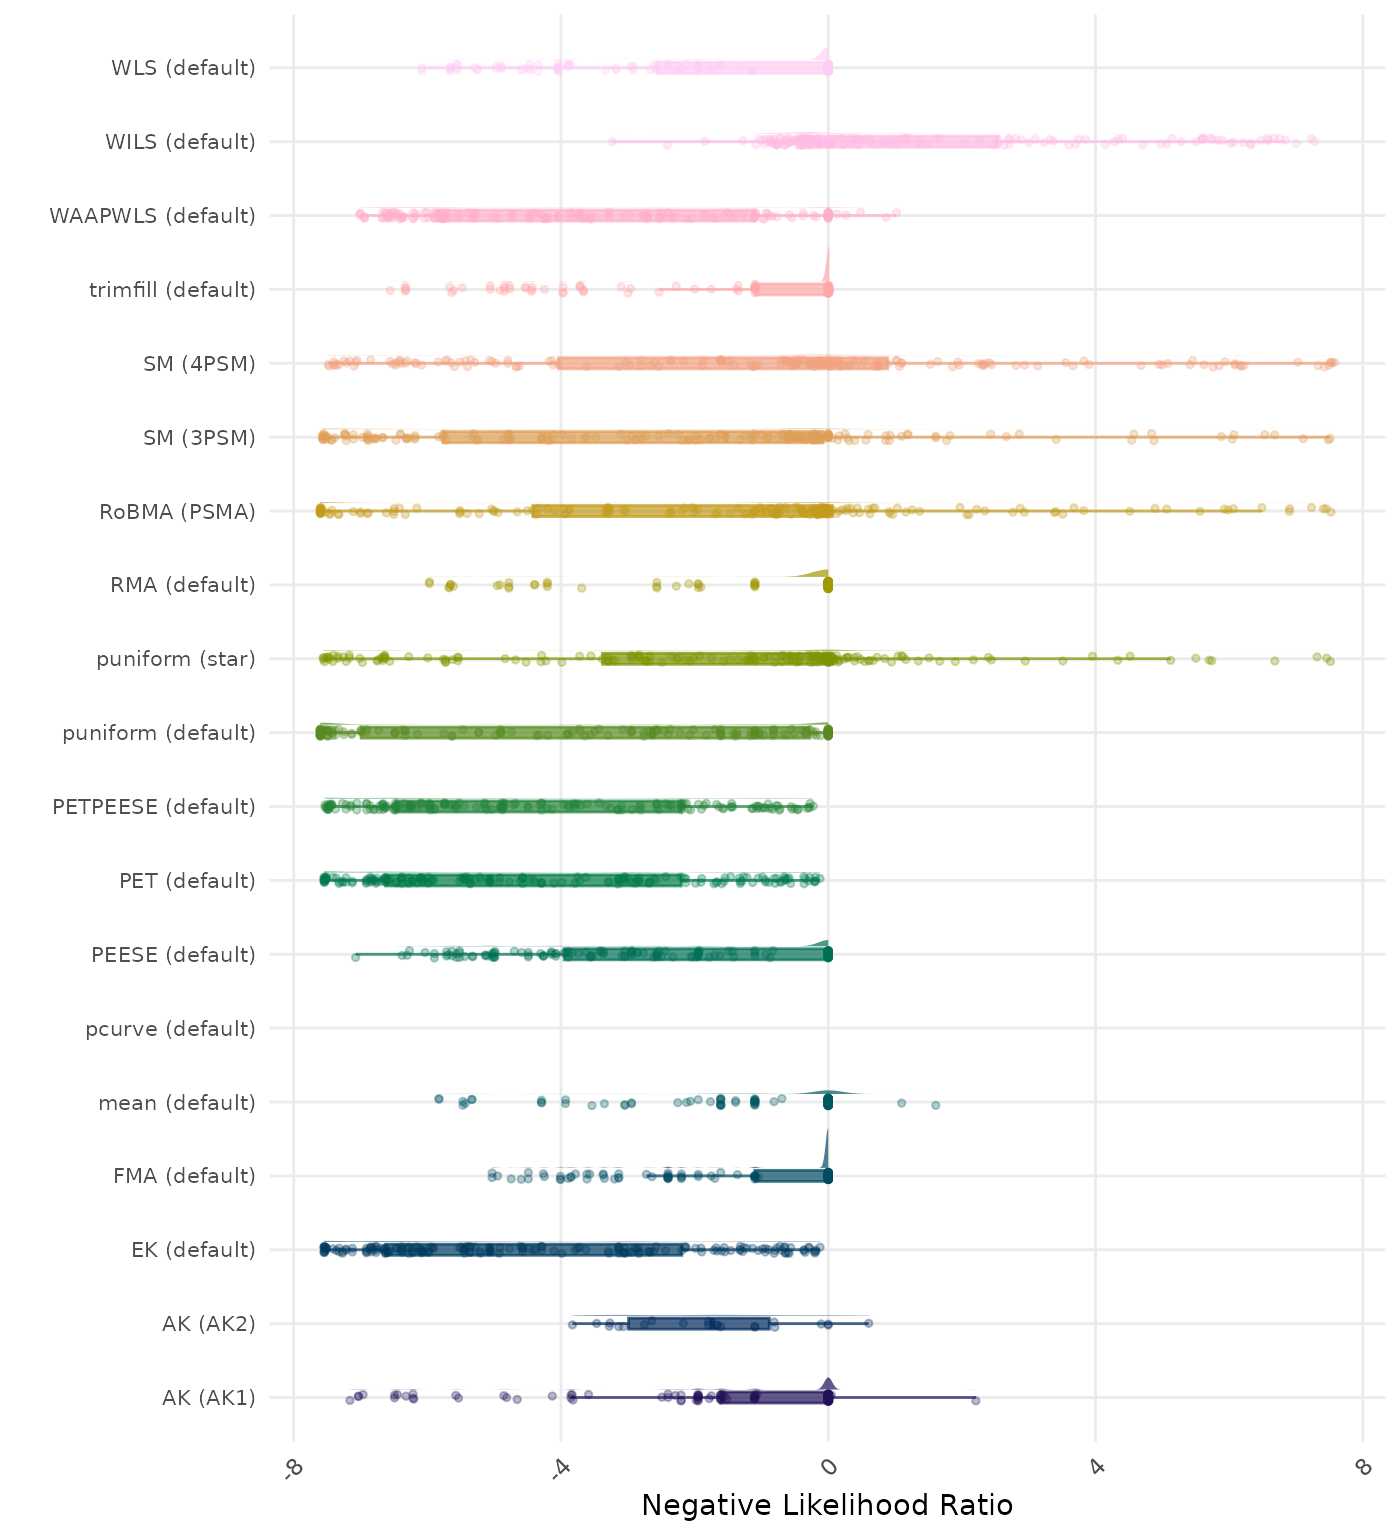 WLS (default)
WILS (default)
WAAPWLS (default)
trimfill (default)
SM (4PSM)
SM (3PSM)
RoBMA (PSMA)
RMA (default)
puniform (star)
puniform (default)
PETPEESE (default)
PET (default)
PEESE (default)
pcurve (default)
mean (default)
FMA (default)
EK (default)
AK (AK2)
AK (AK1)
-8 -4 0 4 8
Negative Likelihood Ratio